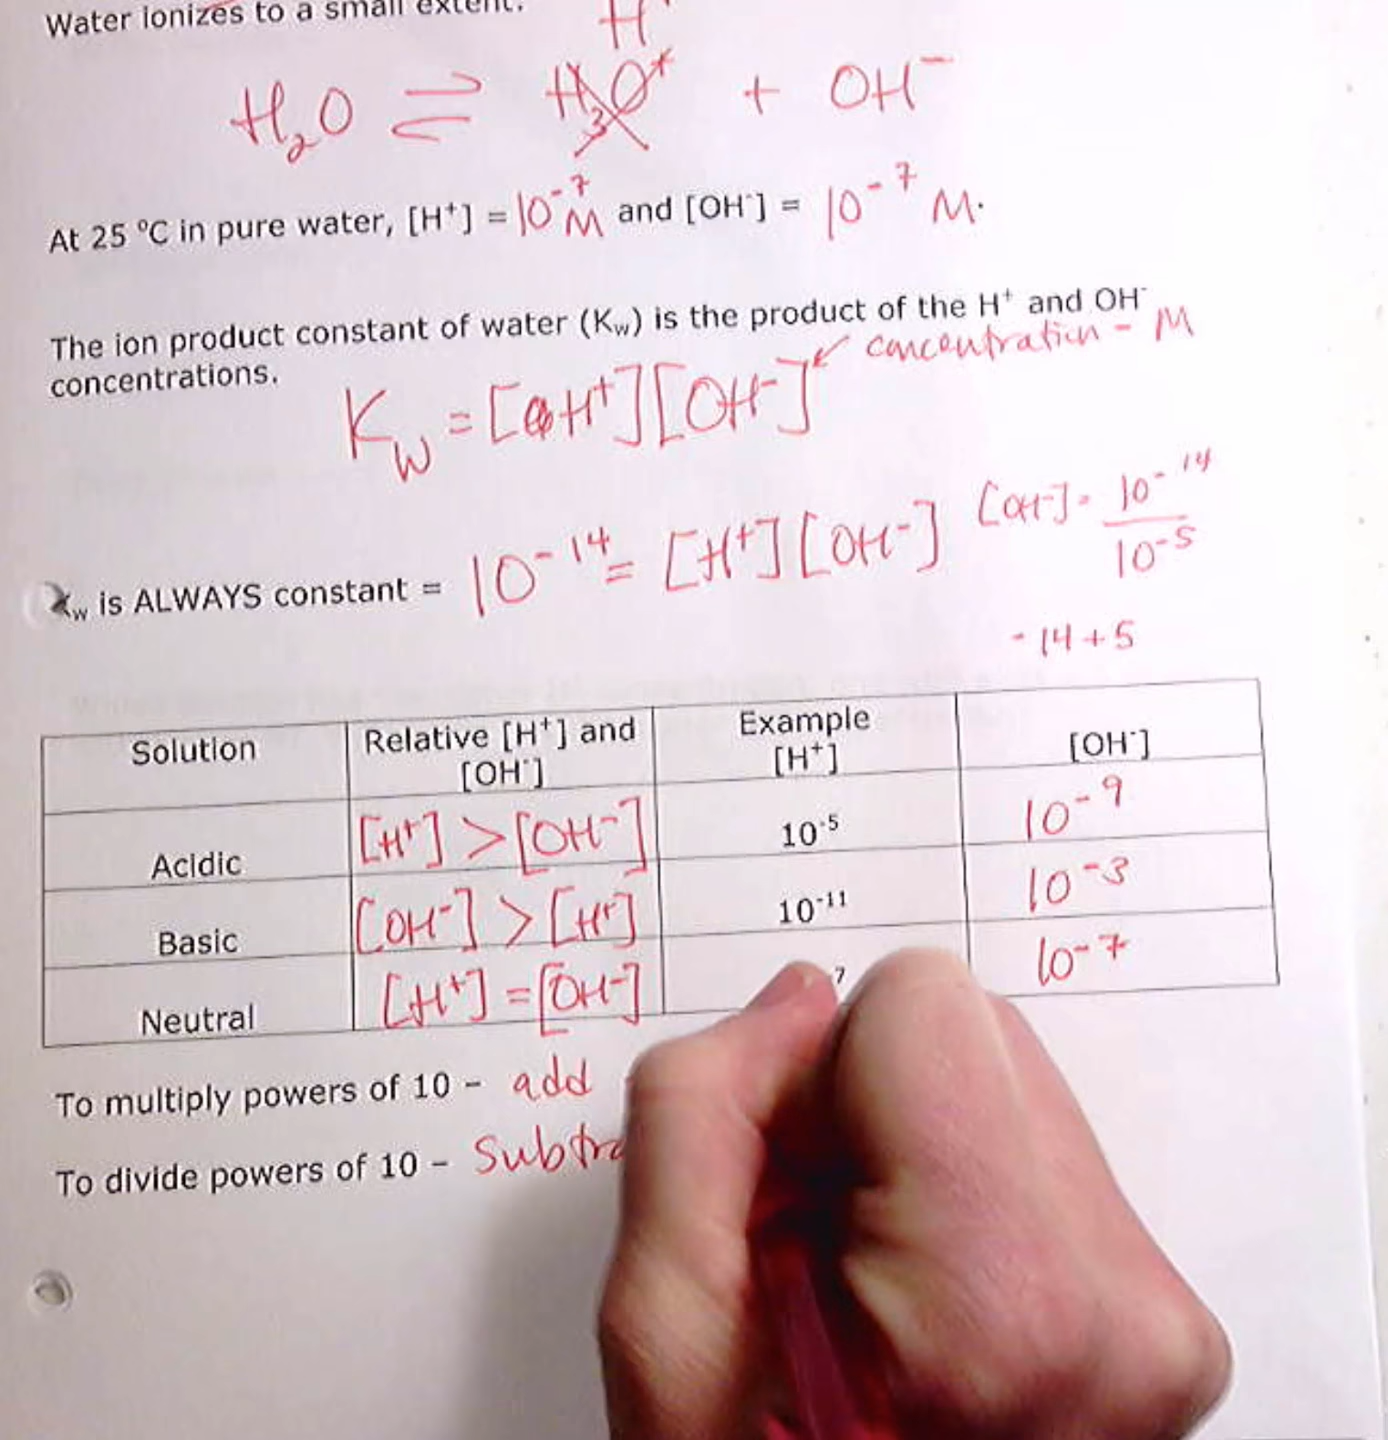 Water ionizes to a small extent.
H⁺
H₂O ⇌ H₃O⁺ + OH⁻
At 25 °C in pure water, [H⁺] = 10⁻⁷ M and [OH⁻] = 10⁻⁷ M.
The ion product constant of water (Kw) is the product of the H⁺ and OH⁻
concentrations.
concentration - M
Kw = [H⁺][OH⁻]
Kw is ALWAYS constant = 10⁻¹⁴ = [H⁺][OH⁻]
[OH⁻] = 10⁻¹⁴ / 10⁻⁵
-14 + 5
Solution Relative [H⁺] and [OH⁻] Example [H⁺] [OH⁻]
Acidic [H⁺] > [OH⁻] 10⁻⁵ 10⁻⁹
Basic [OH⁻] > [H⁺] 10⁻¹¹ 10⁻³
Neutral [H⁺] = [OH⁻] 7 10⁻⁷
To multiply powers of 10 – add
To divide powers of 10 – Subtra